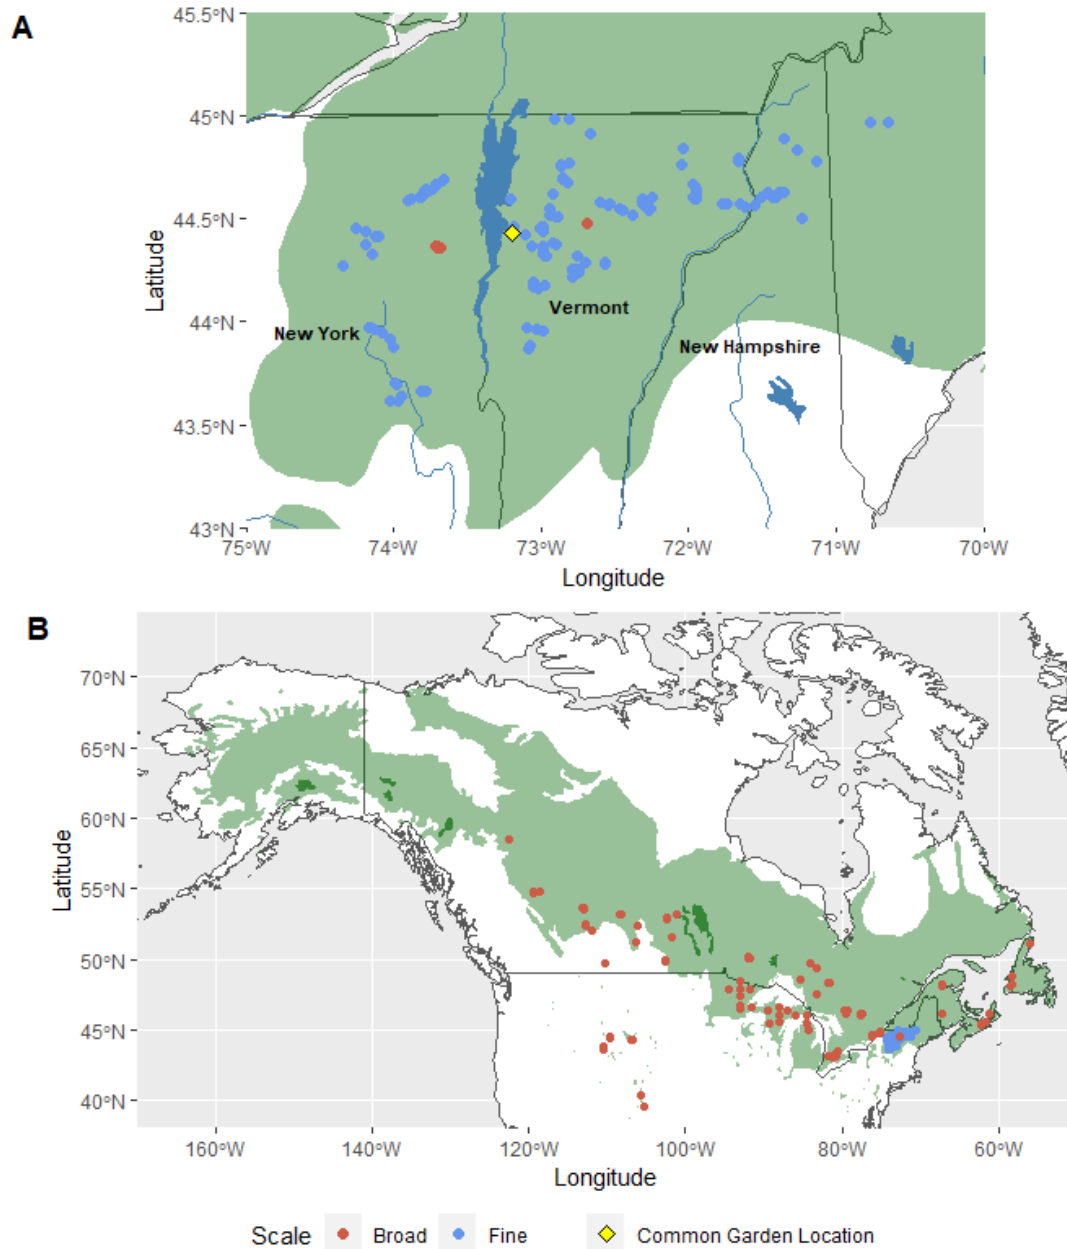 A
45.5°N
45°N
44.5°N
44°N
43.5°N
43°N
Latitude
New York
Vermont
New Hampshire
75°W 74°W 73°W 72°W 71°W 70°W
Longitude
B
70°N
65°N
60°N
55°N
50°N
45°N
40°N
Latitude
160°W 140°W 120°W 100°W 80°W 60°W
Longitude
Scale Broad Fine Common Garden Location